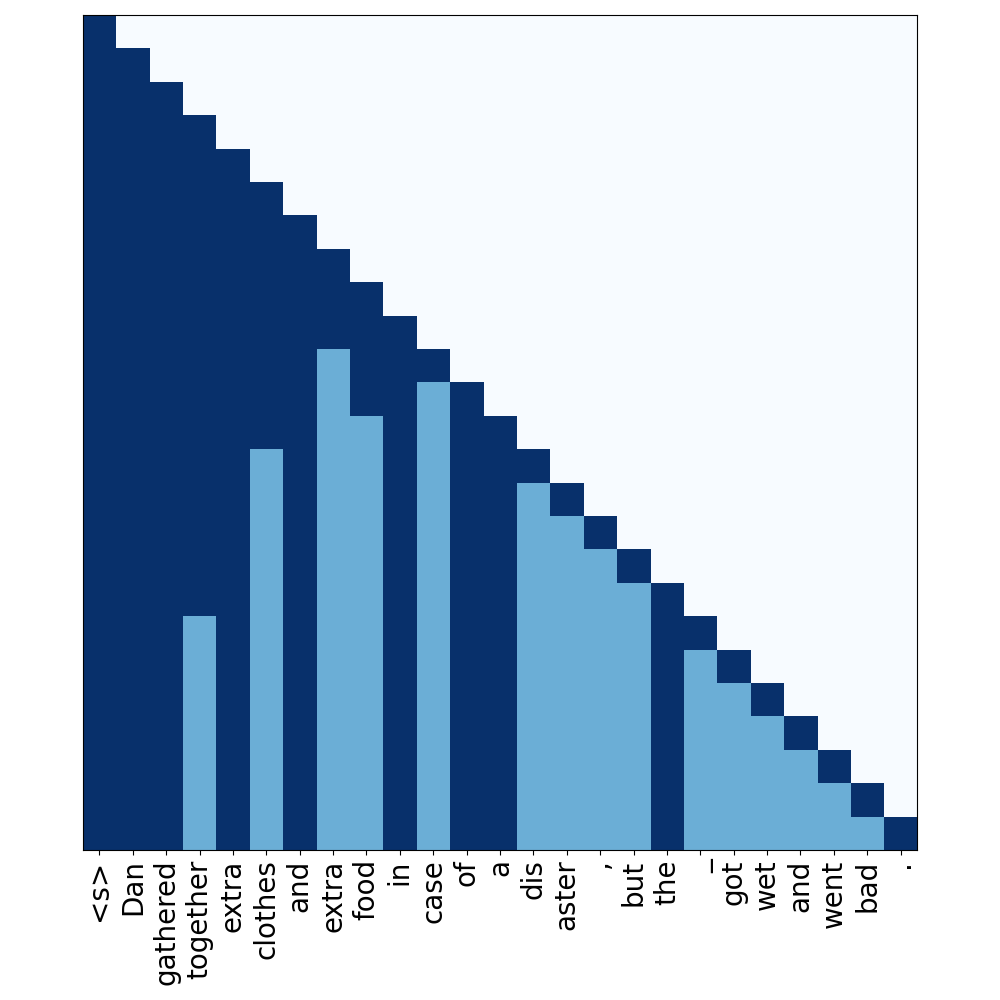 <s> Dan gathered together extra clothes and extra food in case of a dis aster , but the _ got wet and went bad .